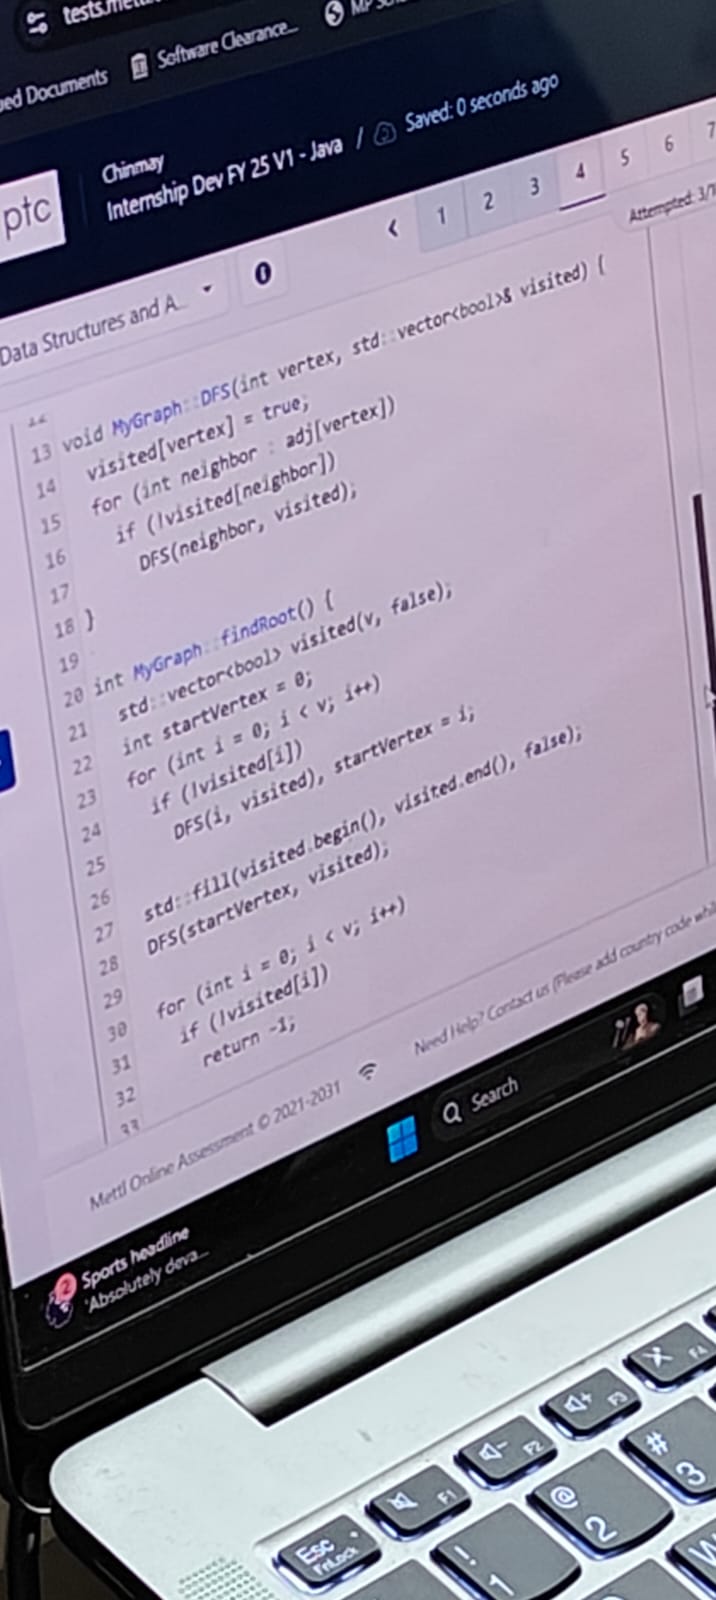 Software Clearance...
ued Documents
ptc
Chinmay
Internship Dev FY 25 V1 - Java / Saved: 0 seconds ago
< 1 2 3 4 5 6 7
Attempted: 3/1
Data Structures and A...
13 void MyGraph::DFS(int vertex, std::vector<bool>& visited) {
14 visited[vertex] = true;
15 for (int neighbor : adj[vertex])
16 if (!visited[neighbor])
17 DFS(neighbor, visited);
18 }
19
20 int MyGraph::findRoot() {
21 std::vector<bool> visited(v, false);
22 int startVertex = 0;
23 for (int i = 0; i < v; i++)
24 if (!visited[i])
25 DFS(i, visited), startVertex = i;
26
27 std::fill(visited.begin(), visited.end(), false);
28 DFS(startVertex, visited);
29
30 for (int i = 0; i < v; i++)
31 if (!visited[i])
32 return -1;
33
Mettl Online Assessment © 2021-2031
Need Help? Contact us (Please add country code whil
Search
2
Sports headline
'Absolutely deva...
Esc
FnLock
F1
F2
F3
F4
!
1
@
2
#
3